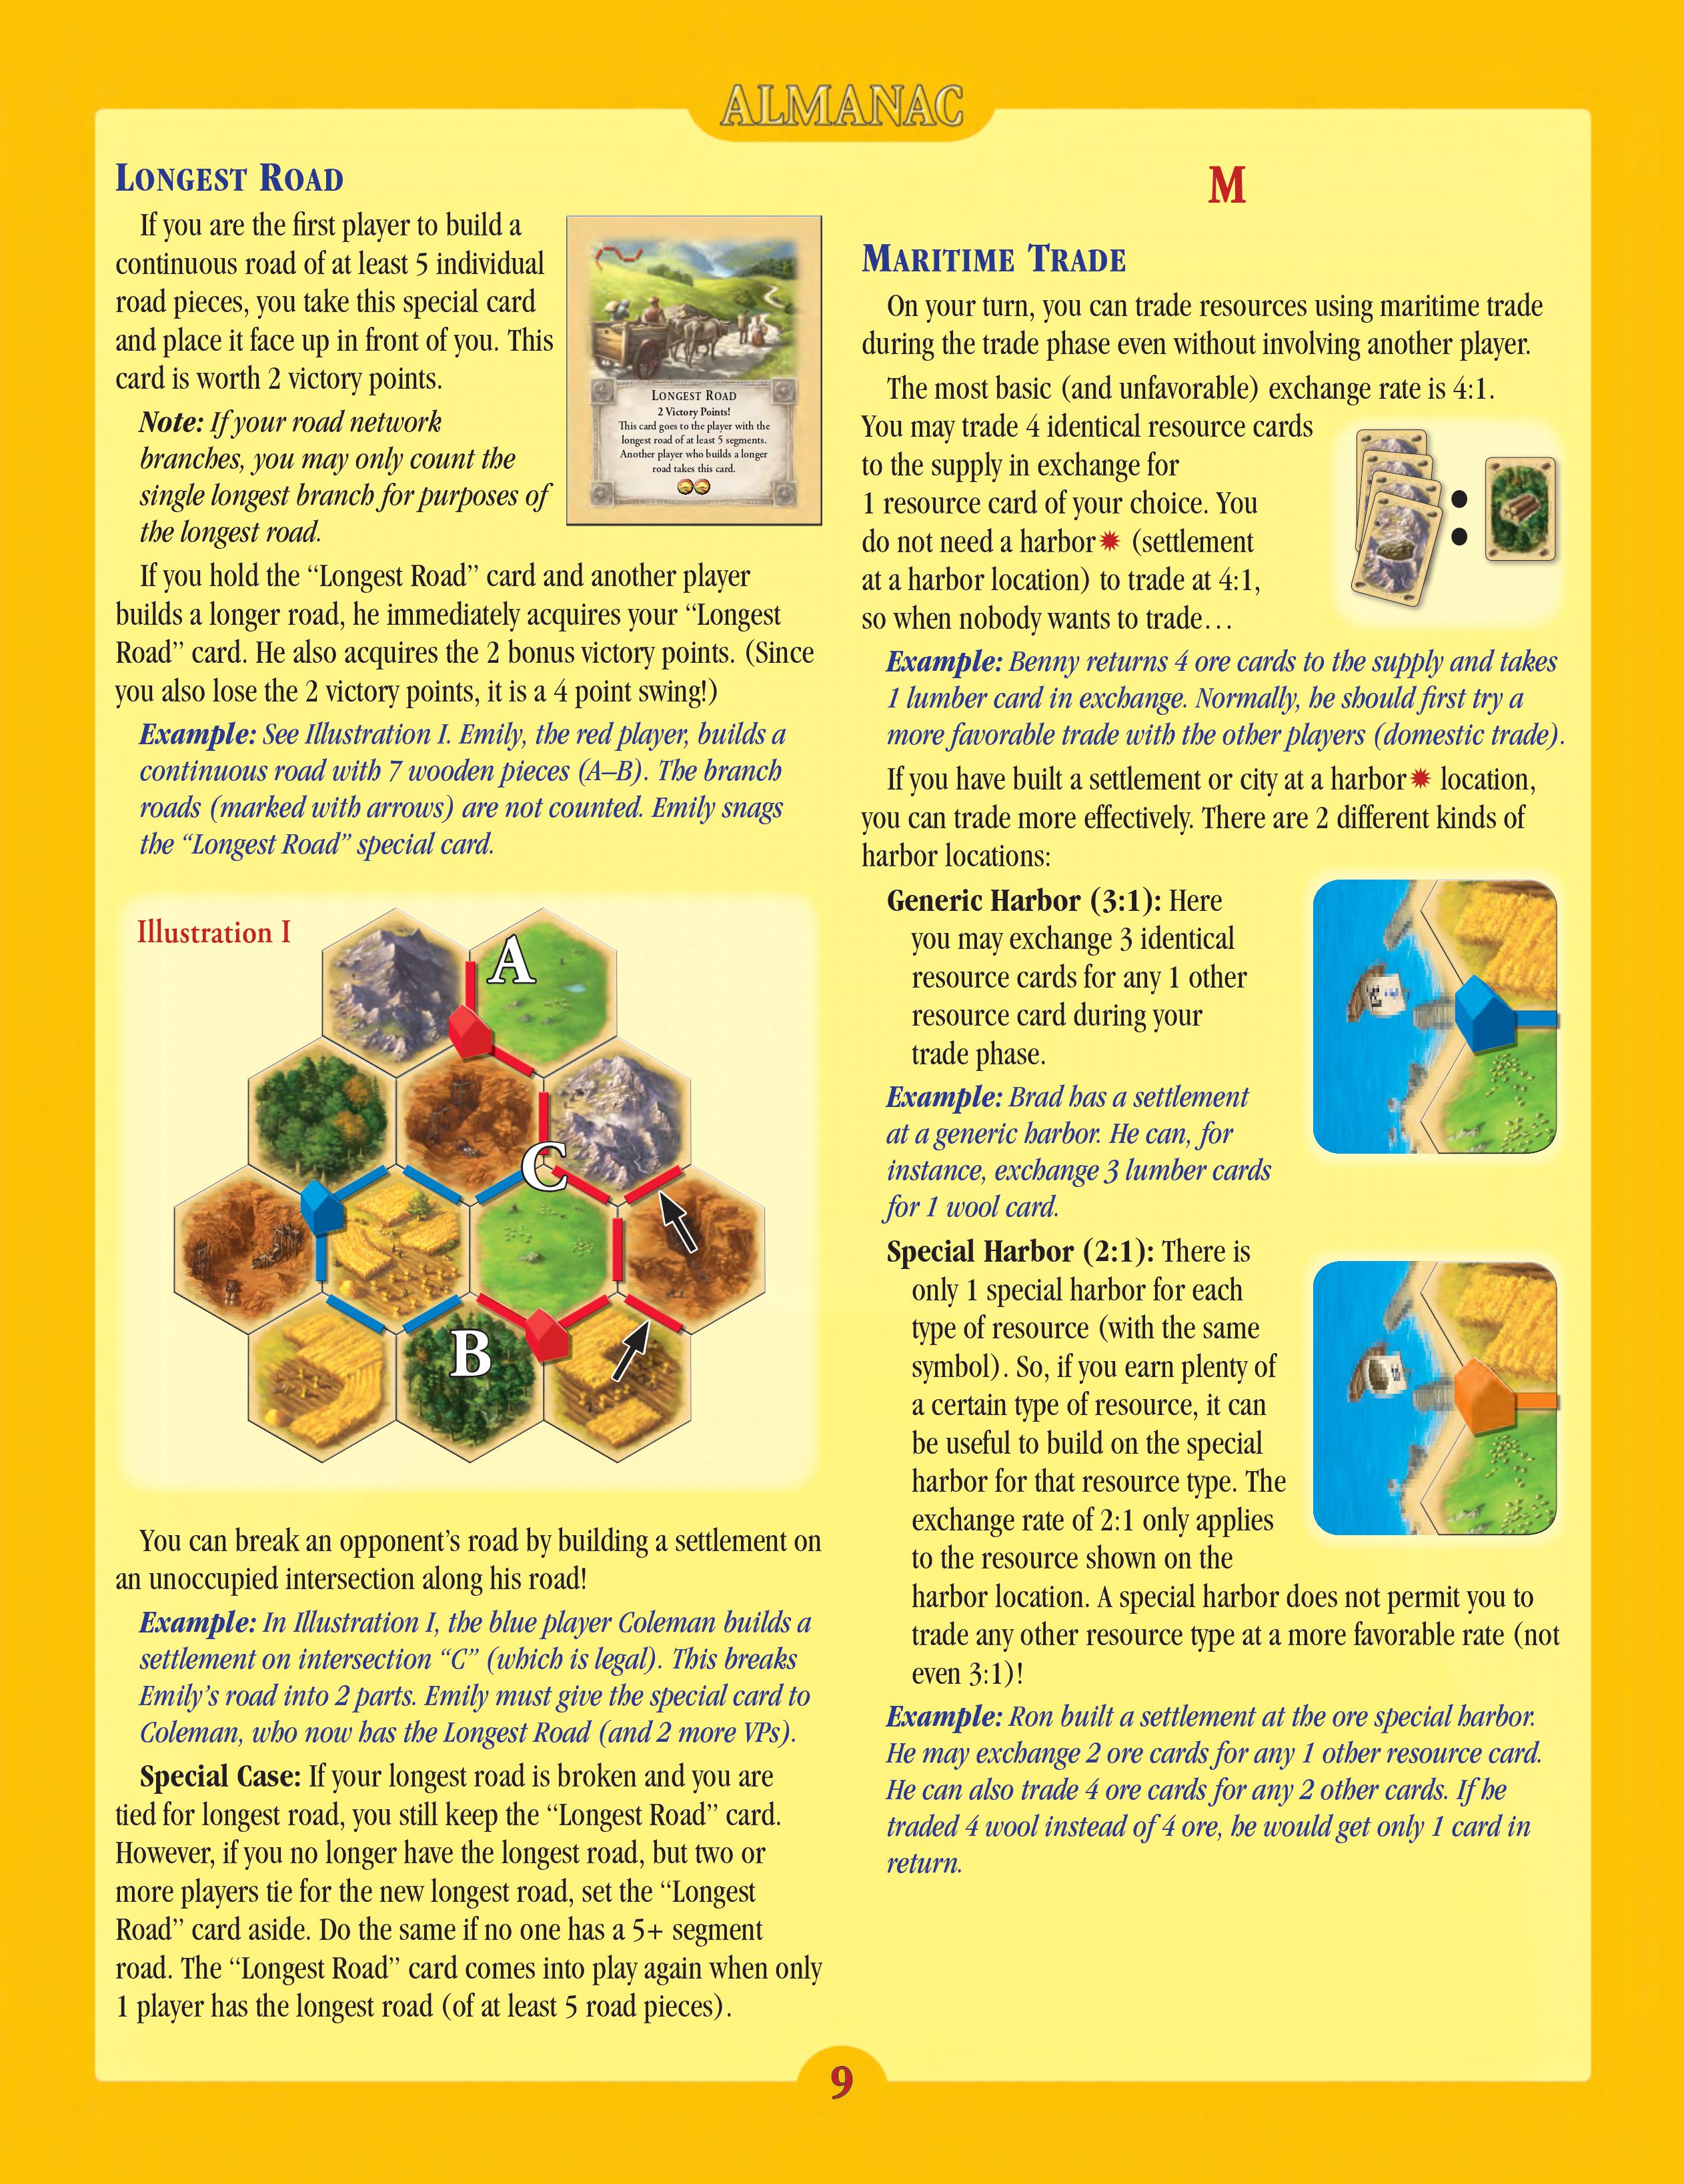 ALMANAC
LONGEST ROAD
If you are the first player to build a
continuous road of at least 5 individual
road pieces, you take this special card
and place it face up in front of you. This
card is worth 2 victory points.
Note: If your road network
branches, you may only count the
single longest branch for purposes of
the longest road.
LONGEST ROAD
2 Victory Points!
This card goes to the player with the
longest road of at least 5 segments.
Another player who builds a longer
road takes this card.
If you hold the “Longest Road” card and another player
builds a longer road, he immediately acquires your “Longest
Road” card. He also acquires the 2 bonus victory points. (Since
you also lose the 2 victory points, it is a 4 point swing!)
Example: See Illustration I. Emily, the red player, builds a
continuous road with 7 wooden pieces (A–B). The branch
roads (marked with arrows) are not counted. Emily snags
the “Longest Road” special card.
Illustration I
A
C
B
You can break an opponent’s road by building a settlement on
an unoccupied intersection along his road!
Example: In Illustration I, the blue player Coleman builds a
settlement on intersection “C” (which is legal). This breaks
Emily’s road into 2 parts. Emily must give the special card to
Coleman, who now has the Longest Road (and 2 more VPs).
Special Case: If your longest road is broken and you are
tied for longest road, you still keep the “Longest Road” card.
However, if you no longer have the longest road, but two or
more players tie for the new longest road, set the “Longest
Road” card aside. Do the same if no one has a 5+ segment
road. The “Longest Road” card comes into play again when only
1 player has the longest road (of at least 5 road pieces).
M
MARITIME TRADE
On your turn, you can trade resources using maritime trade
during the trade phase even without involving another player.
The most basic (and unfavorable) exchange rate is 4:1.
You may trade 4 identical resource cards
to the supply in exchange for
1 resource card of your choice. You
do not need a harbor✹ (settlement
at a harbor location) to trade at 4:1,
so when nobody wants to trade…
:
Example: Benny returns 4 ore cards to the supply and takes
1 lumber card in exchange. Normally, he should first try a
more favorable trade with the other players (domestic trade).
If you have built a settlement or city at a harbor✹ location,
you can trade more effectively. There are 2 different kinds of
harbor locations:
Generic Harbor (3:1): Here
you may exchange 3 identical
resource cards for any 1 other
resource card during your
trade phase.
Example: Brad has a settlement
at a generic harbor. He can, for
instance, exchange 3 lumber cards
for 1 wool card.
Special Harbor (2:1): There is
only 1 special harbor for each
type of resource (with the same
symbol). So, if you earn plenty of
a certain type of resource, it can
be useful to build on the special
harbor for that resource type. The
exchange rate of 2:1 only applies
to the resource shown on the
harbor location. A special harbor does not permit you to
trade any other resource type at a more favorable rate (not
even 3:1)!
Example: Ron built a settlement at the ore special harbor.
He may exchange 2 ore cards for any 1 other resource card.
He can also trade 4 ore cards for any 2 other cards. If he
traded 4 wool instead of 4 ore, he would get only 1 card in
return.
9